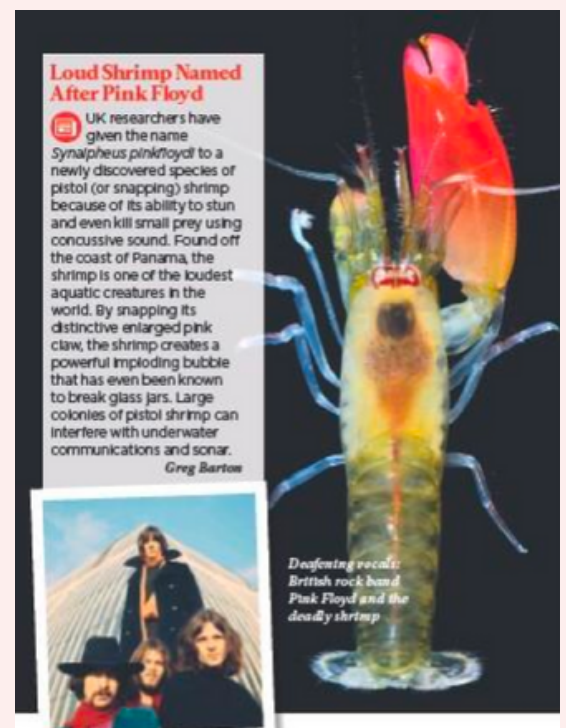 Loud Shrimp Named
After Pink Floyd
UK researchers have
given the name
Synalpheus pinkfloydi to a
newly discovered species of
pistol (or snapping) shrimp
because of its ability to stun
and even kill small prey using
concussive sound. Found off
the coast of Panama, the
shrimp is one of the loudest
aquatic creatures in the
world. By snapping its
distinctive enlarged pink
claw, the shrimp creates a
powerful imploding bubble
that has even been known
to break glass jars. Large
colonies of pistol shrimp can
interfere with underwater
communications and sonar.
Greg Barton
Deafening vocals:
British rock band
Pink Floyd and the
deadly shrimp